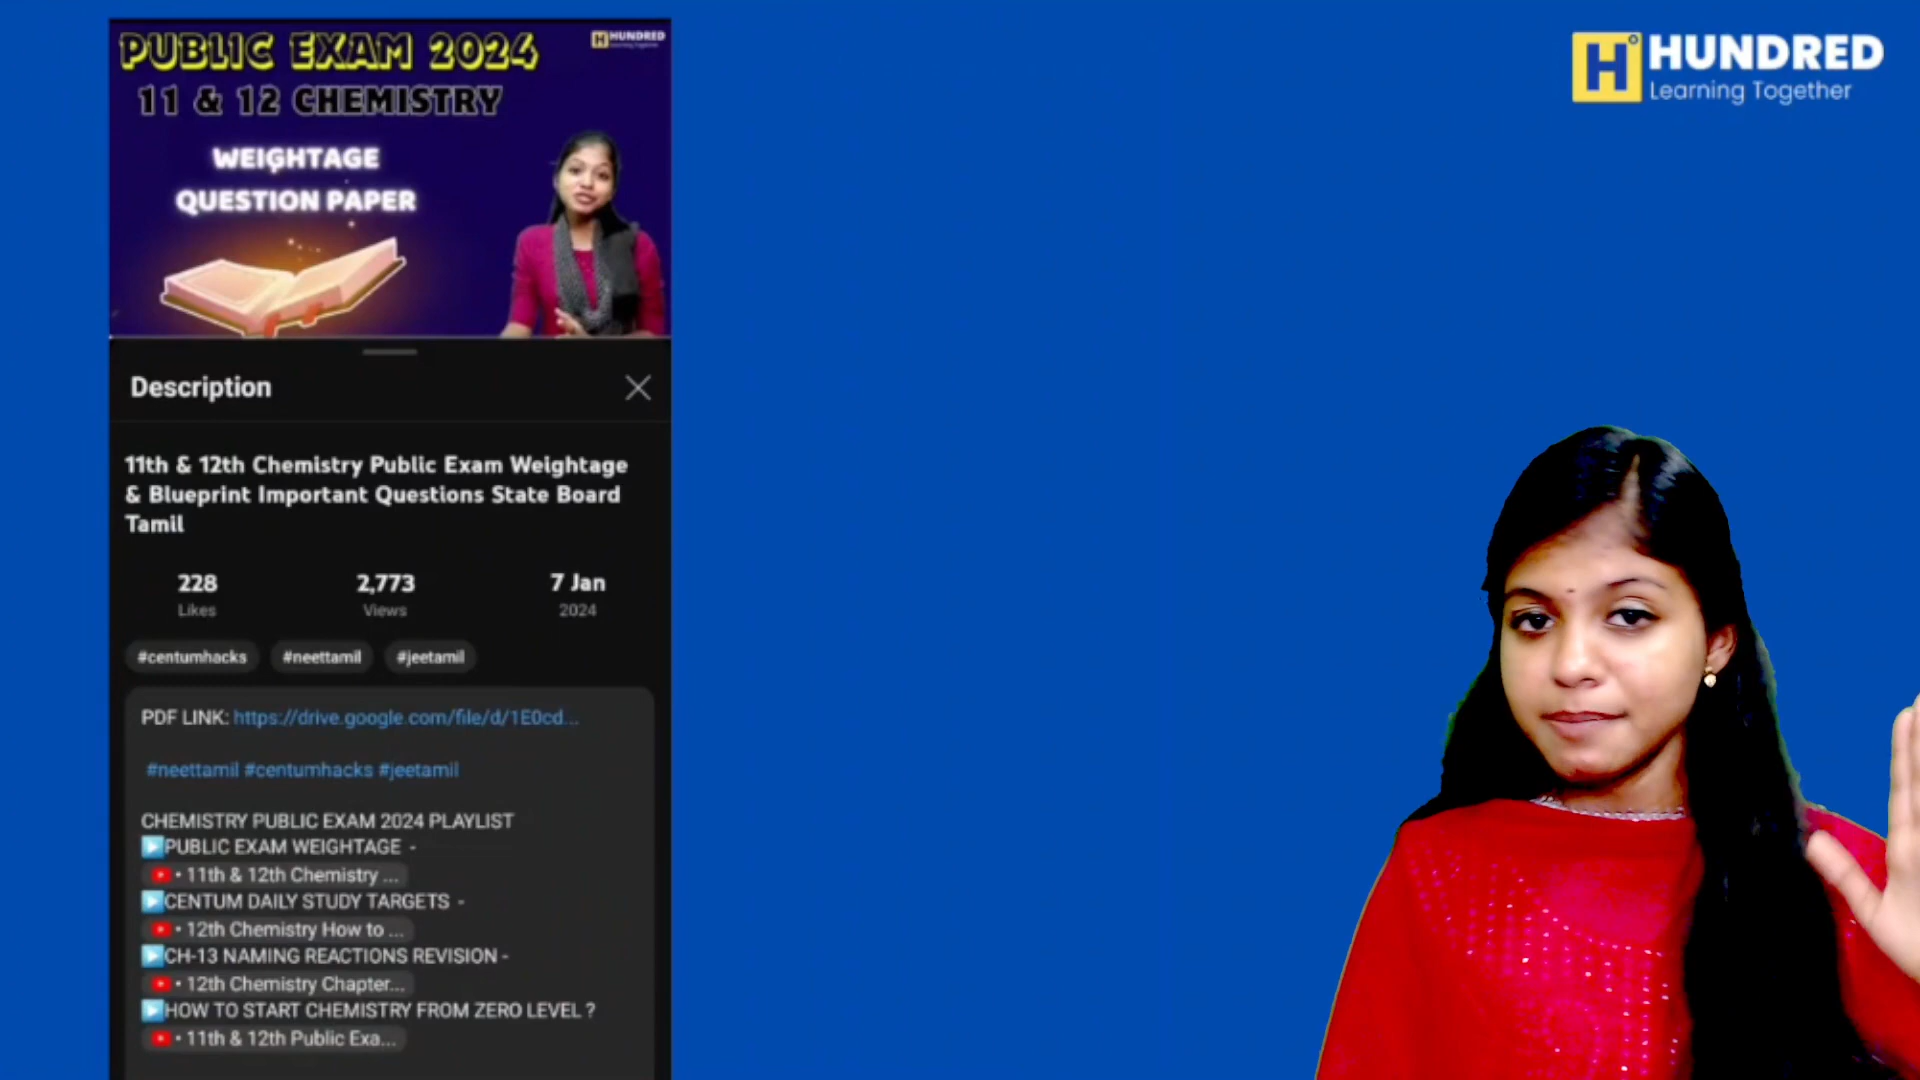 PUBLIC EXAM 2024
HUNDRED
11 & 12 CHEMISTRY
WEIGHTAGE
QUESTION PAPER
Description
11th & 12th Chemistry Public Exam Weightage
& Blueprint Important Questions State Board
Tamil
228 2,773 7 Jan
Likes Views 2024
#centumhacks #neettamil #jeetamil
PDF LINK: https://drive.google.com/file/d/1E0cd...
#neettamil #centumhacks #jeetamil
CHEMISTRY PUBLIC EXAM 2024 PLAYLIST
PUBLIC EXAM WEIGHTAGE -
• 11th & 12th Chemistry ...
CENTUM DAILY STUDY TARGETS -
• 12th Chemistry How to ...
CH-13 NAMING REACTIONS REVISION -
• 12th Chemistry Chapter...
HOW TO START CHEMISTRY FROM ZERO LEVEL ?
• 11th & 12th Public Exa...
H HUNDRED
Learning Together